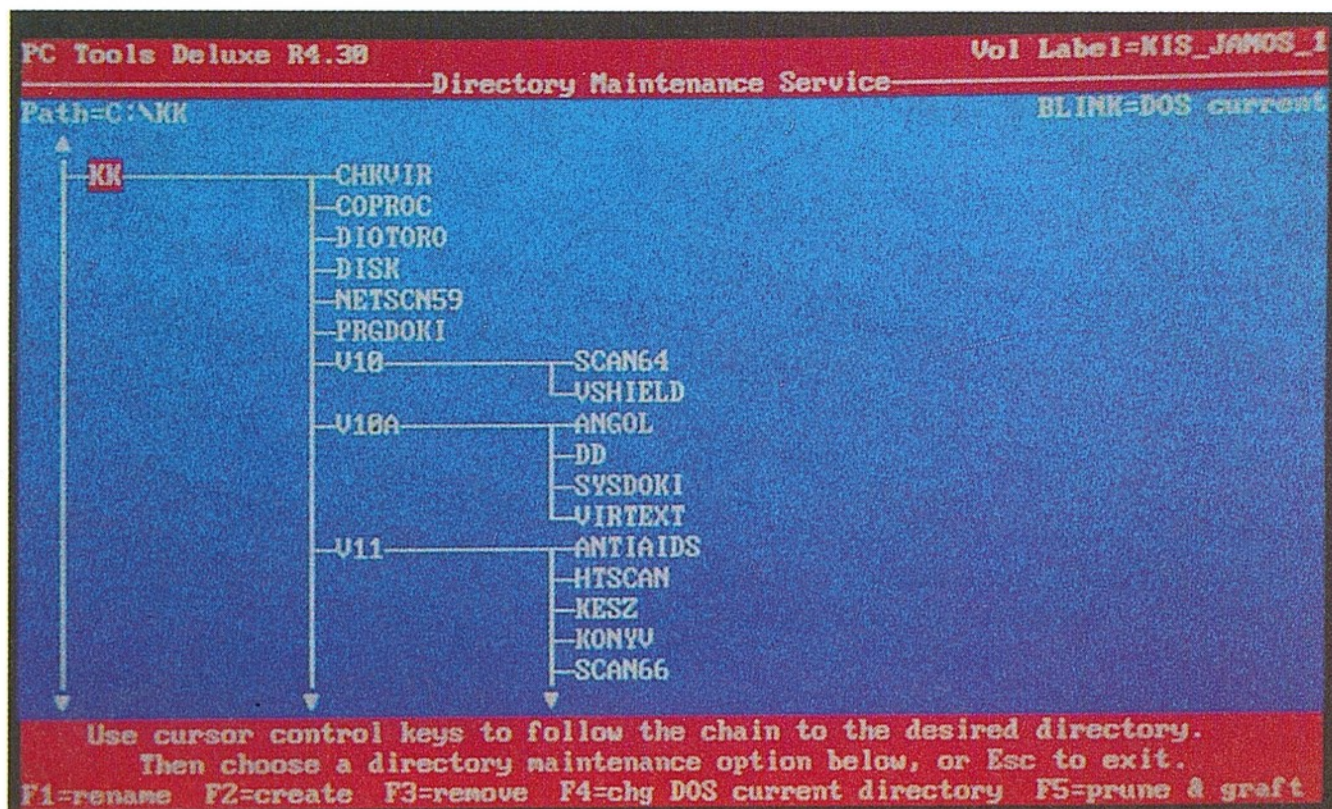 PC Tools Deluxe R4.30 Vol Label=KIS_JAMOS_1
Directory Maintenance Service
Path=C:\KK BLINK=DOS current
KK CHKVIR
COPROC
DIOTORO
DISK
NETSCN59
PRGDOKI
V10 SCAN64
VSHIELD
V10A ANGOL
DD
SYSDOKI
VIRTEXT
V11 ANTIAIDS
HTSCAN
KESZ
KONYV
SCAN66
Use cursor control keys to follow the chain to the desired directory.
Then choose a directory maintenance option below, or Esc to exit.
F1=rename F2=create F3=remove F4=chg DOS current directory F5=prune & graft